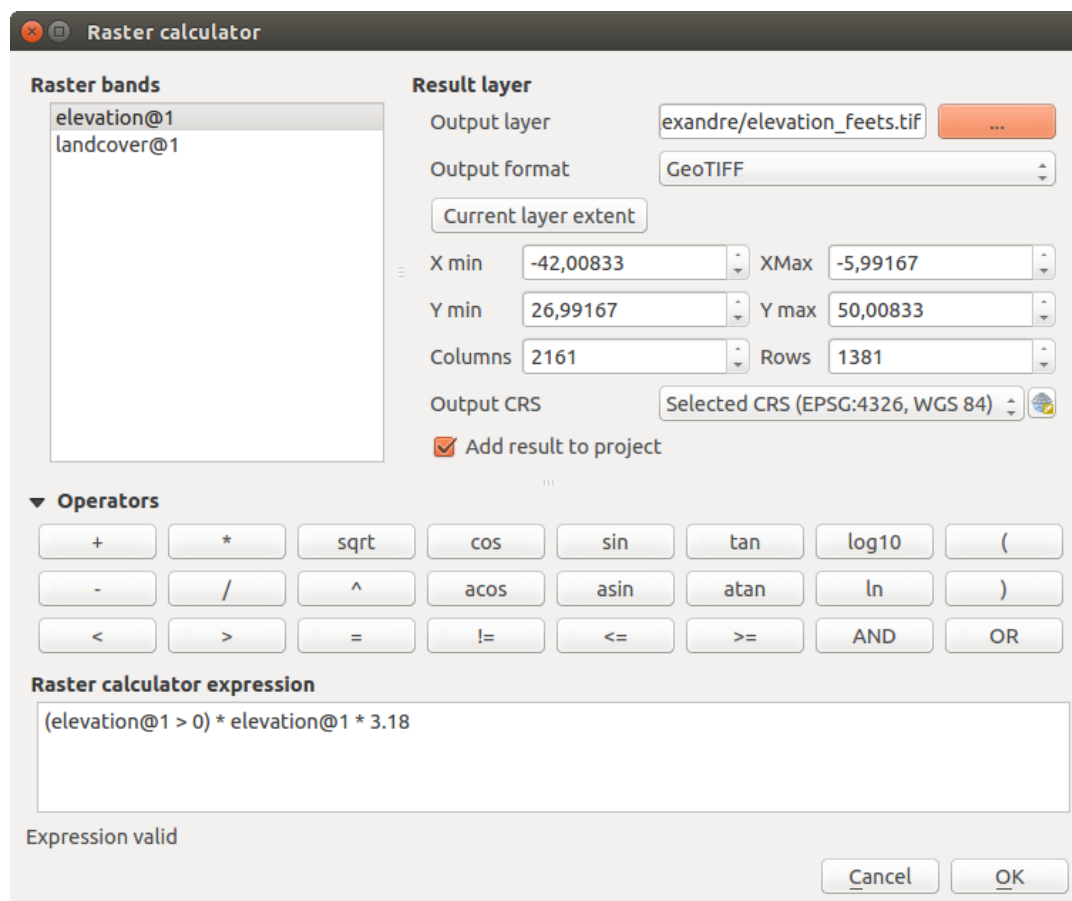 Raster calculator
Raster bands
elevation@1
landcover@1
Result layer
Output layer exandre/elevation_feets.tif ...
Output format GeoTIFF
Current layer extent
X min -42,00833 XMax -5,99167
Y min 26,99167 Y max 50,00833
Columns 2161 Rows 1381
Output CRS Selected CRS (EPSG:4326, WGS 84)
Add result to project
Operators
+ * sqrt cos sin tan log10 (
- / ^ acos asin atan ln )
< > = != <= >= AND OR
Raster calculator expression
(elevation@1 > 0) * elevation@1 * 3.18
Expression valid
Cancel OK